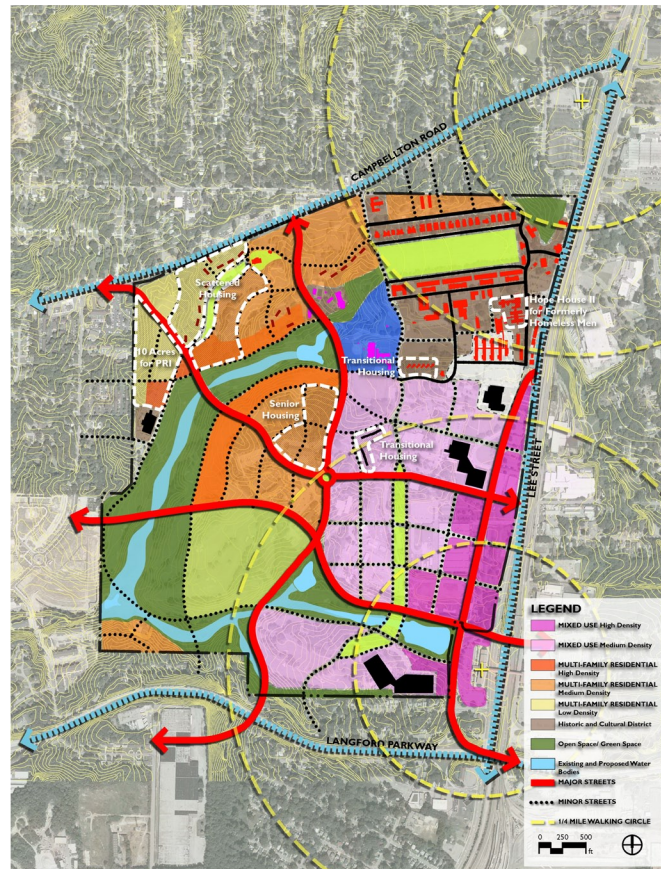 CAMPBELLTON ROAD
Scattered
Housing
Hope House II
for Formerly
Homeless Men
10 Acres
for PRI
Transitional
Housing
Senior
Housing
Transitional
Housing
LEE STREET
LANGFORD PARKWAY
LEGEND
MIXED USE High Density
MIXED USE Medium Density
MULTI-FAMILY RESIDENTIAL
High Density
MULTI-FAMILY RESIDENTIAL
Medium Density
MULTI-FAMILY RESIDENTIAL
Low Density
Historic and Cultural District
Open Space/ Green Space
Existing and Proposed Water
Bodies
MAJOR STREETS
MINOR STREETS
1/4 MILE WALKING CIRCLE
0 250 500
ft